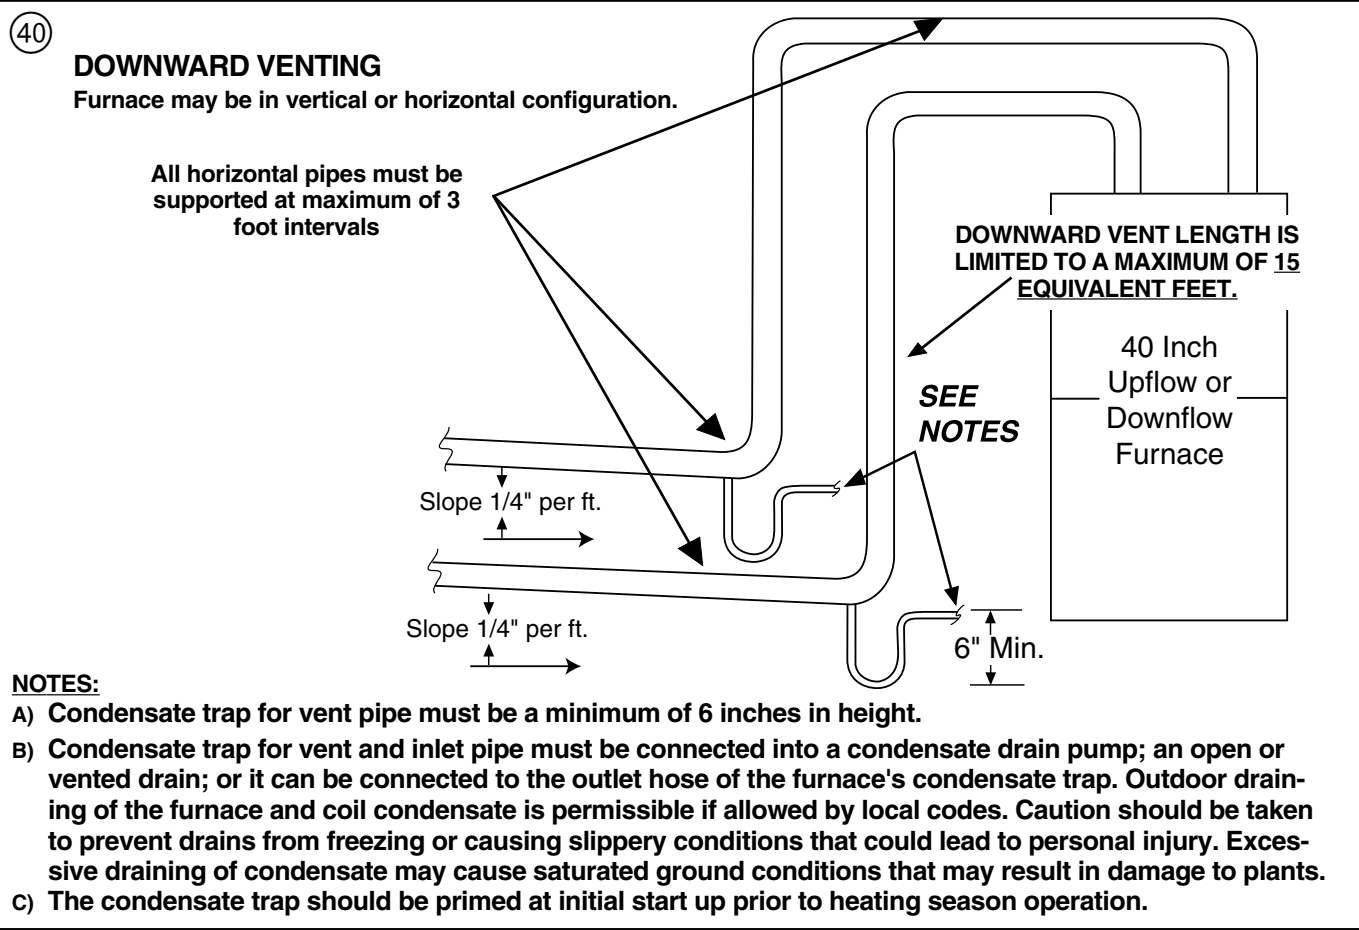 40
DOWNWARD VENTING
Furnace may be in vertical or horizontal configuration.
All horizontal pipes must be
supported at maximum of 3
foot intervals
DOWNWARD VENT LENGTH IS
LIMITED TO A MAXIMUM OF 15
EQUIVALENT FEET.
40 Inch
Upflow or
Downflow
Furnace
SEE
NOTES
Slope 1/4" per ft.
Slope 1/4" per ft.
6" Min.
NOTES:
A) Condensate trap for vent pipe must be a minimum of 6 inches in height.
B) Condensate trap for vent and inlet pipe must be connected into a condensate drain pump; an open or
vented drain; or it can be connected to the outlet hose of the furnace's condensate trap. Outdoor drain-
ing of the furnace and coil condensate is permissible if allowed by local codes. Caution should be taken
to prevent drains from freezing or causing slippery conditions that could lead to personal injury. Exces-
sive draining of condensate may cause saturated ground conditions that may result in damage to plants.
C) The condensate trap should be primed at initial start up prior to heating season operation.